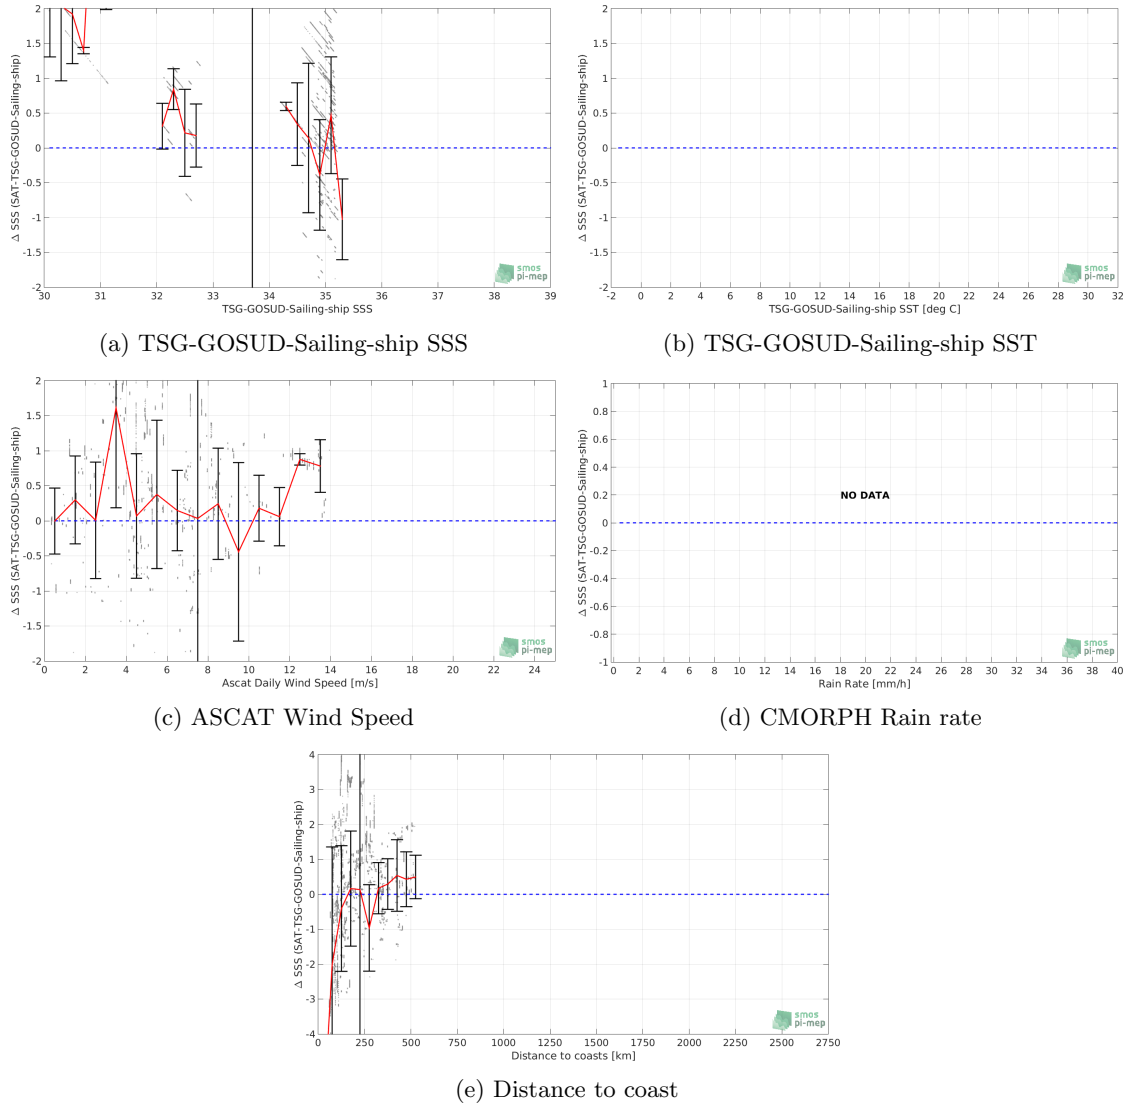 Δ SSS (SAT-TSG-GOSUD-Sailing-ship)
2
1.5
1
0.5
0
-0.5
-1
-1.5
-2
30 31 32 33 34 35 36 37 38 39
TSG-GOSUD-Sailing-ship SSS
smos
pi-mep
(a) TSG-GOSUD-Sailing-ship SSS
Δ SSS (SAT-TSG-GOSUD-Sailing-ship)
2
1.5
1
0.5
0
-0.5
-1
-1.5
-2
-2 0 2 4 6 8 10 12 14 16 18 20 22 24 26 28 30 32
TSG-GOSUD-Sailing-ship SST [deg C]
smos
pi-mep
(b) TSG-GOSUD-Sailing-ship SST
Δ SSS (SAT-TSG-GOSUD-Sailing-ship)
2
1.5
1
0.5
0
-0.5
-1
-1.5
-2
0 2 4 6 8 10 12 14 16 18 20 22 24
Ascat Daily Wind Speed [m/s]
smos
pi-mep
(c) ASCAT Wind Speed
Δ SSS (SAT-TSG-GOSUD-Sailing-ship)
1
0.8
0.6
0.4
0.2
0
-0.2
-0.4
-0.6
-0.8
-1
NO DATA
0 2 4 6 8 10 12 14 16 18 20 22 24 26 28 30 32 34 36 38 40
Rain Rate [mm/h]
smos
pi-mep
(d) CMORPH Rain rate
Δ SSS (SAT-TSG-GOSUD-Sailing-ship)
4
3
2
1
0
-1
-2
-3
-4
0 250 500 750 1000 1250 1500 1750 2000 2250 2500 2750
Distance to coasts [km]
smos
pi-mep
(e) Distance to coast